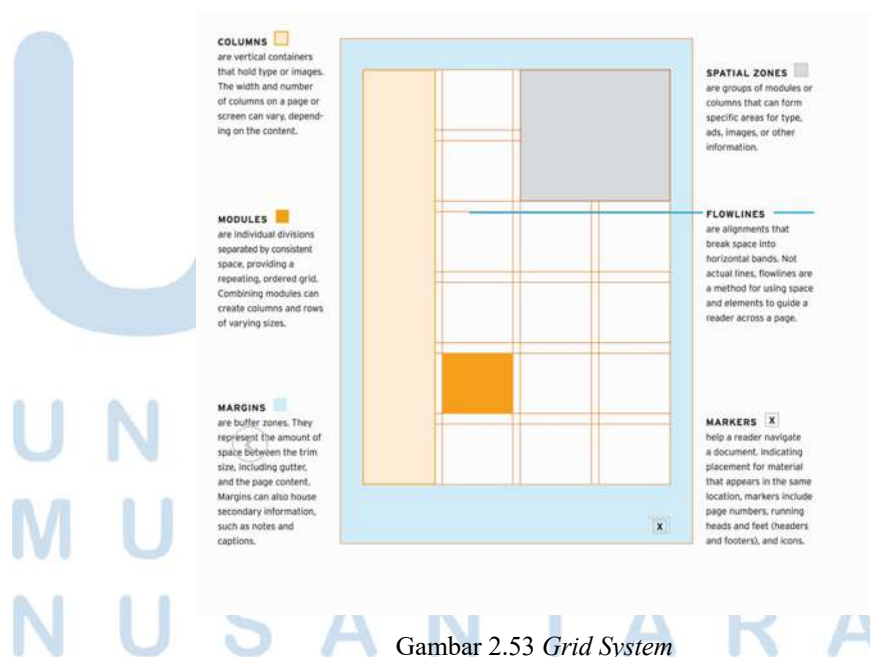 COLUMNS
are vertical containers
that hold type or images.
The width and number
of columns on a page or
screen can vary, depend-
ing on the content.
MODULES
are individual divisions
separated by consistent
space, providing a
repeating, ordered grid.
Combining modules can
create columns and rows
of varying sizes.
MARGINS
are buffer zones. They
represent the amount of
space between the trim
size, including gutter,
and the page content.
Margins can also house
secondary information,
such as notes and
captions.
SPATIAL ZONES
are groups of modules or
columns that can form
specific areas for type,
ads, images, or other
information.
FLOWLINES
are alignments that
break space into
horizontal bands. Not
actual lines, flowlines are
a method for using space
and elements to guide a
reader across a page.
MARKERS X
help a reader navigate
a document. Indicating
placement for material
that appears in the same
location, markers include
page numbers, running
heads and feet (headers
and footers), and icons.
X
U
U N
M U
N U S A N T A R A
Gambar 2.53 Grid System